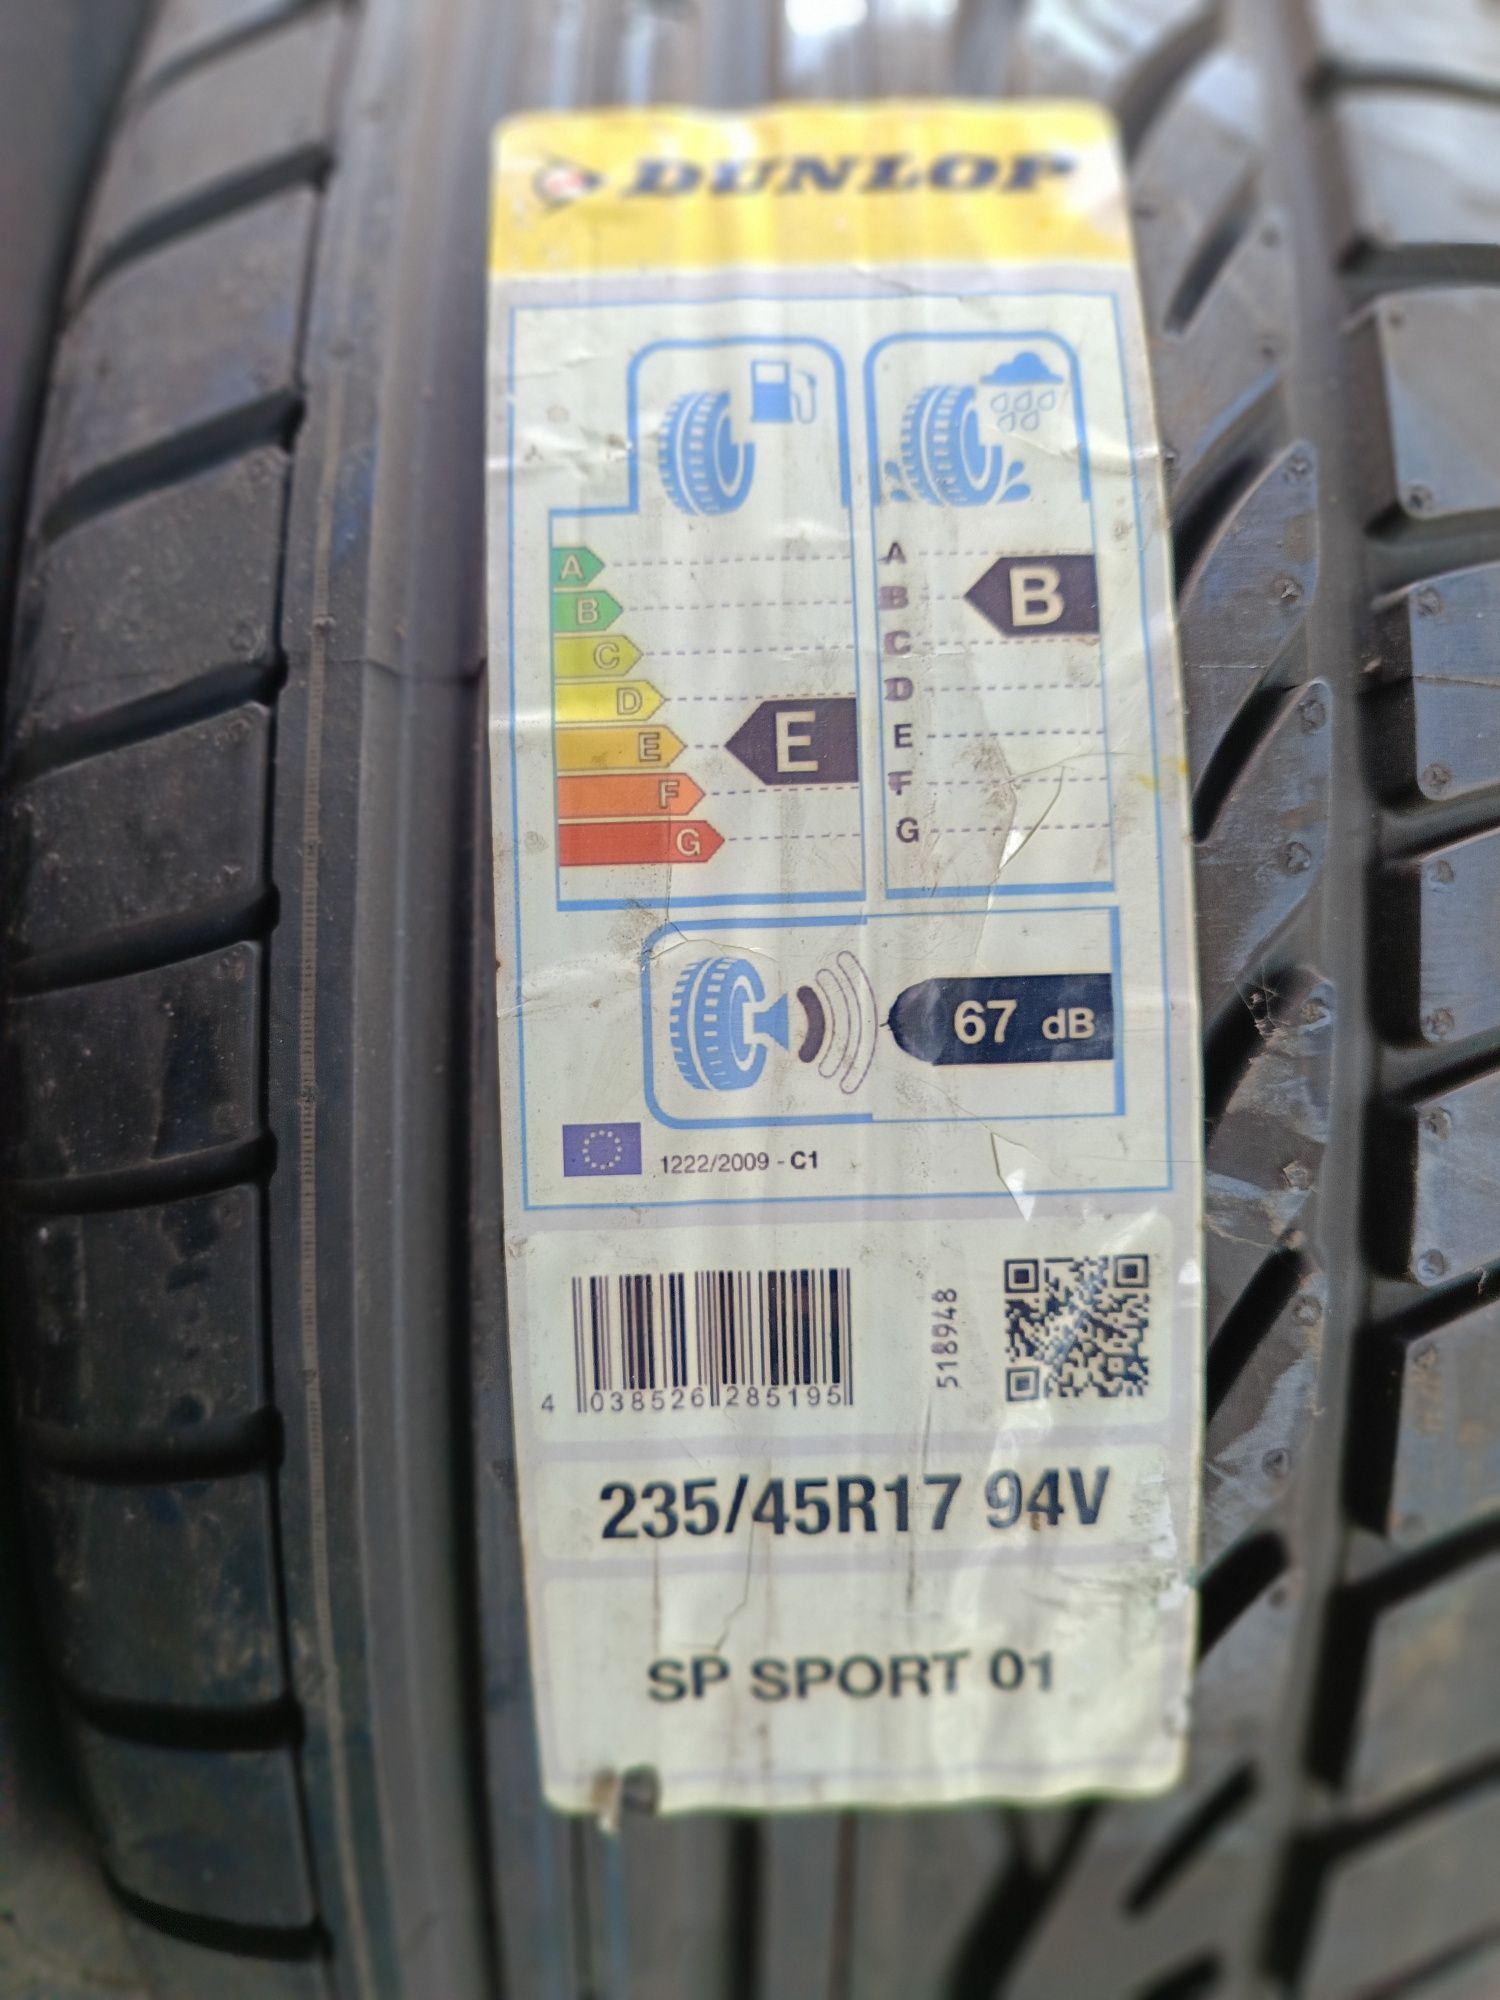 DUNLOP
A
B
C
D
E
F
G
E
A
B
C
D
E
F
G
B
67 dB
1222/2009 - C1
4 038526 285195
518948
235/45R17 94V
SP SPORT 01